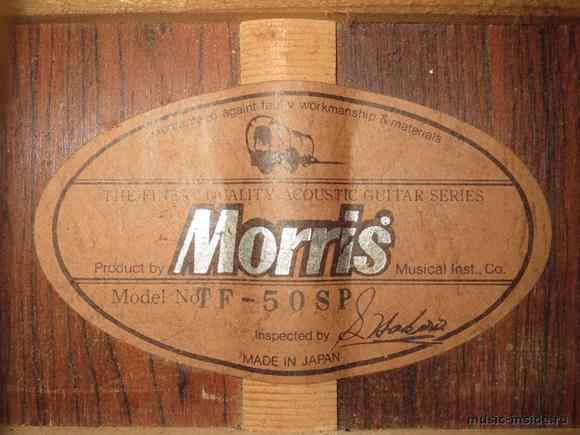 Guaranteed againt faulty workmanship & materials
THE FINEST QUALITY ACOUSTIC GUITAR SERIES
Product by Morris® Musical Inst., Co.
Model No TF-50SP
Inspected by
MADE IN JAPAN
music-inside.ru